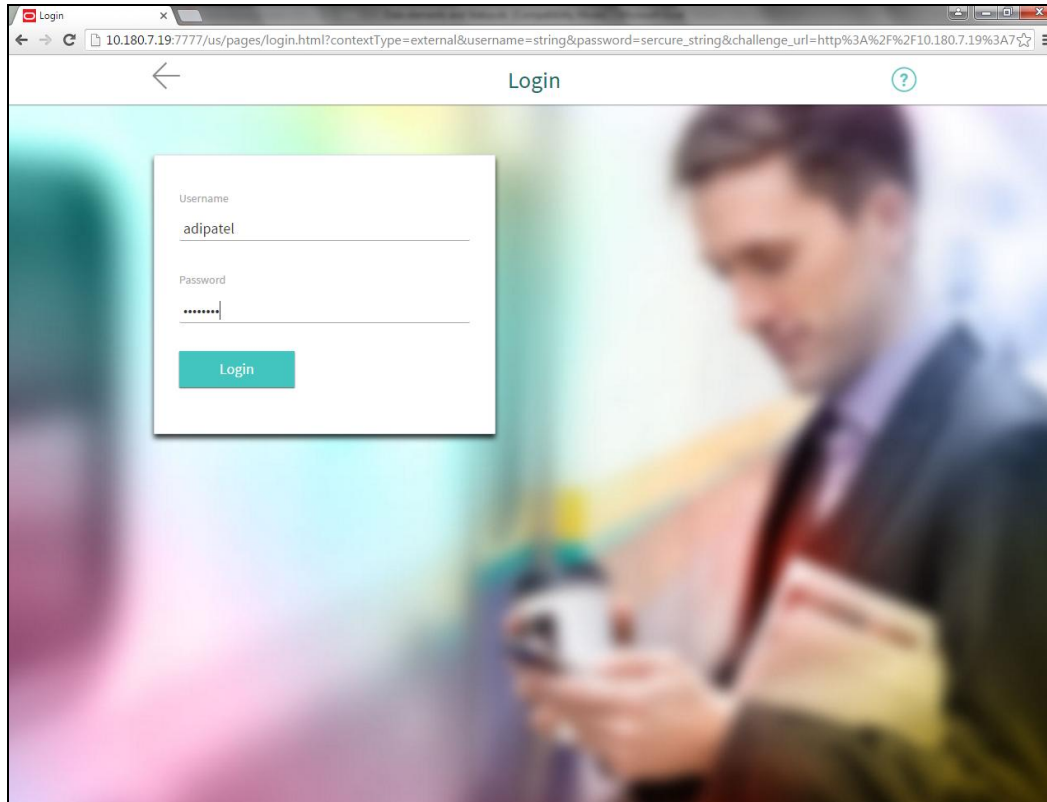 Login
10.180.7.19:7777/us/pages/login.html?contextType=external&username=string&password=sercure_string&challenge_url=http%3A%2F%2F10.180.7.19%3A7
Login
?
Username
adipatel
Password
••••••••
Login